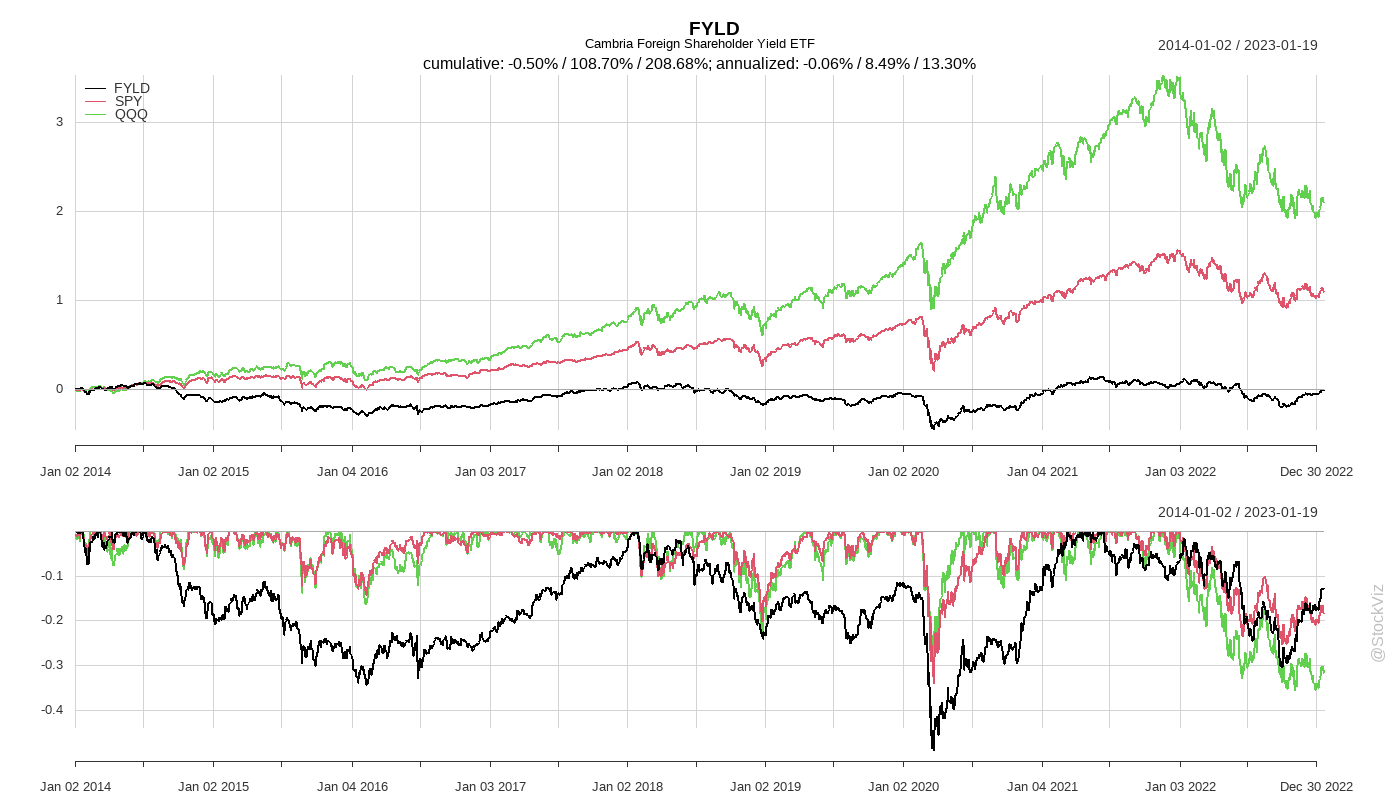 FYLD
Cambria Foreign Shareholder Yield ETF
2014-01-02 / 2023-01-19
cumulative: -0.50% / 108.70% / 208.68%; annualized: -0.06% / 8.49% / 13.30%
FYLD
SPY
QQQ
3
2
1
0
Jan 02 2014 Jan 02 2015 Jan 04 2016 Jan 03 2017 Jan 02 2018 Jan 02 2019 Jan 02 2020 Jan 04 2021 Jan 03 2022 Dec 30 2022
2014-01-02 / 2023-01-19
-0.1
-0.2
-0.3
-0.4
Jan 02 2014 Jan 02 2015 Jan 04 2016 Jan 03 2017 Jan 02 2018 Jan 02 2019 Jan 02 2020 Jan 04 2021 Jan 03 2022 Dec 30 2022
@StockViz